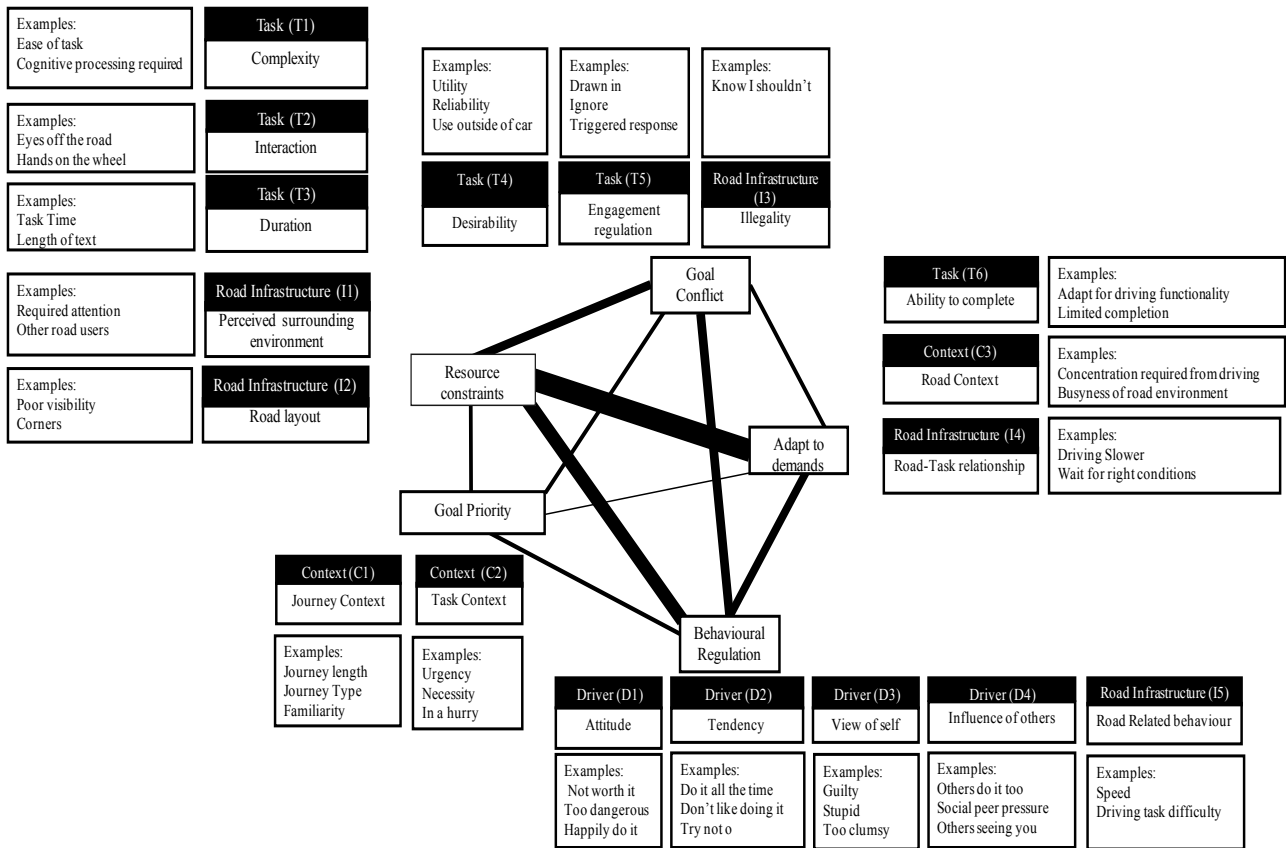 Examples:
Ease of task
Cognitive processing required
Task (T1)
Complexity
Examples:
Eyes off the road
Hands on the wheel
Task (T2)
Interaction
Examples:
Task Time
Length of text
Task (T3)
Duration
Examples:
Required attention
Other road users
Road Infrastructure (I1)
Perceived surrounding
environment
Examples:
Poor visibility
Corners
Road Infrastructure (I2)
Road layout
Examples:
Utility
Reliability
Use outside of car
Task (T4)
Desirability
Examples:
Drawn in
Ignore
Triggered response
Task (T5)
Engagement
regulation
Examples:
Know I shouldn't
Road Infrastructure
(I3)
Illegality
Goal
Conflict
Resource
constraints
Adapt to
demands
Goal Priority
Behavioural
Regulation
Task (T6)
Ability to complete
Examples:
Adapt for driving functionality
Limited completion
Context (C3)
Road Context
Examples:
Concentration required from driving
Busyness of road environment
Road Infrastructure (I4)
Road-Task relationship
Examples:
Driving Slower
Wait for right conditions
Context (C1)
Journey Context
Examples:
Journey length
Journey Type
Familiarity
Context (C2)
Task Context
Examples:
Urgency
Necessity
In a hurry
Driver (D1)
Attitude
Examples:
Not worth it
Too dangerous
Happily do it
Driver (D2)
Tendency
Examples:
Do it all the time
Don't like doing it
Try not o
Driver (D3)
View of self
Examples:
Guilty
Stupid
Too clumsy
Driver (D4)
Influence of others
Examples:
Others do it too
Social peer pressure
Others seeing you
Road Infrastructure (I5)
Road Related behaviour
Examples:
Speed
Driving task difficulty